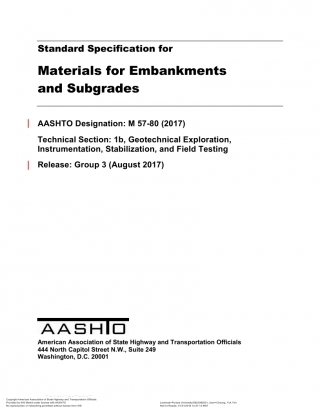 Standard Specification for
Materials for Embankments
and Subgrades
AASHTO Designation: M 57-80 (2017)
Technical Section: 1b, Geotechnical Exploration,
Instrumentation, Stabilization, and Field Testing
Release: Group 3 (August 2017)
AASHTO
American Association of State Highway and Transportation Officials
444 North Capitol Street N.W., Suite 249
Washington, D.C. 20001